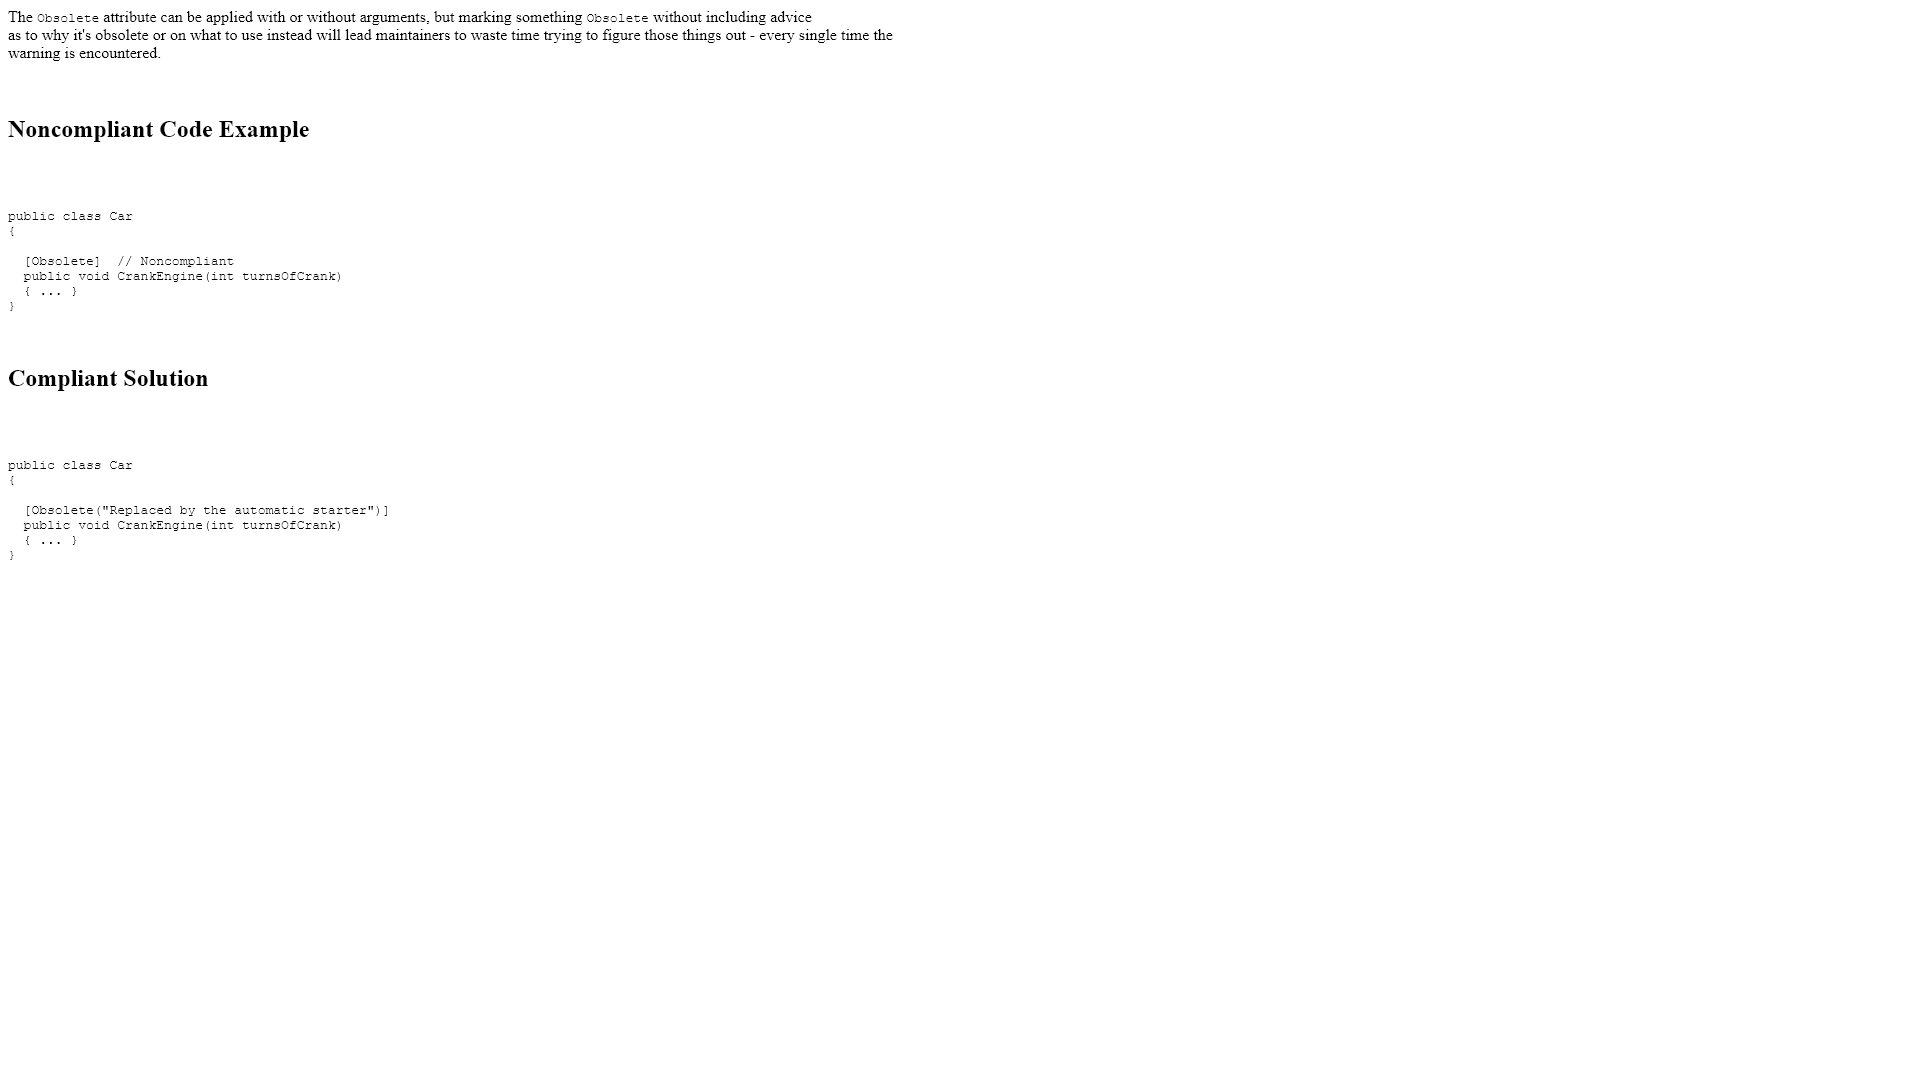 The Obsolete attribute can be applied with or without arguments, but marking something Obsolete without including advice
as to why it's obsolete or on what to use instead will lead maintainers to waste time trying to figure those things out - every single time the
warning is encountered.
Noncompliant Code Example
public class Car
{
  [Obsolete]  // Noncompliant
  public void CrankEngine(int turnsOfCrank)
  { ... }
}
Compliant Solution
public class Car
{
  [Obsolete("Replaced by the automatic starter")]
  public void CrankEngine(int turnsOfCrank)
  { ... }
}